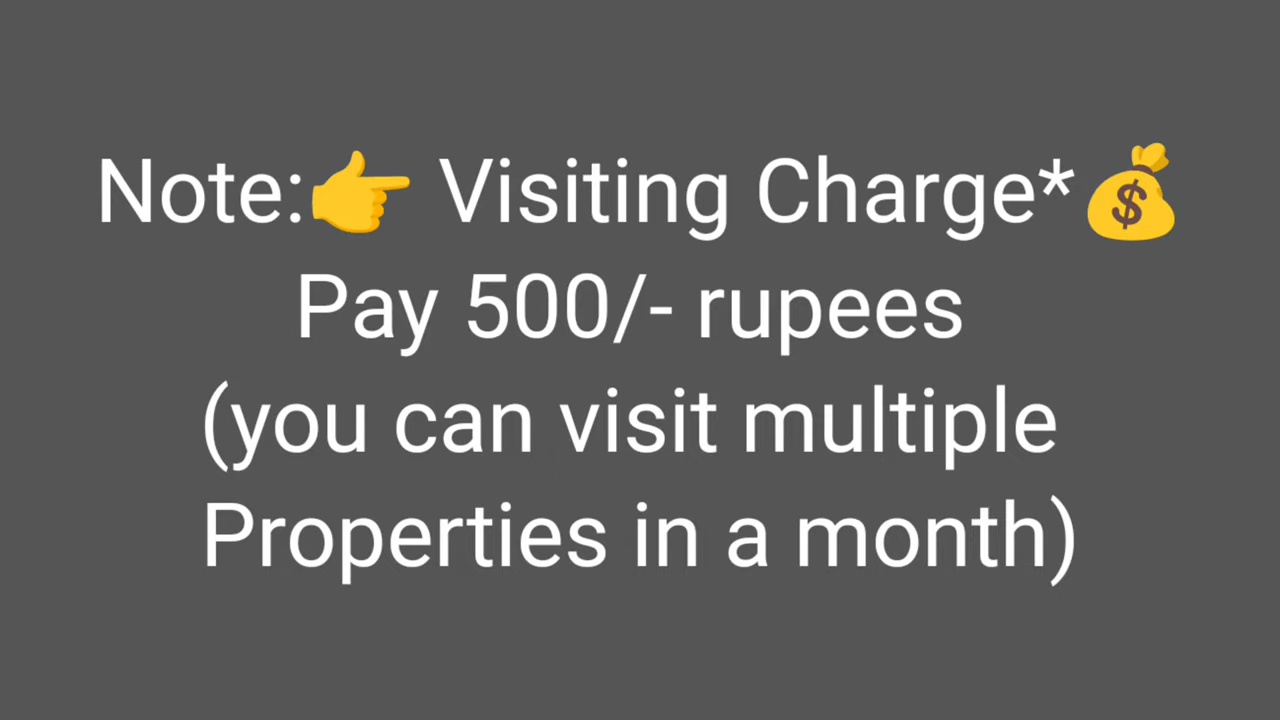 Note:👉 Visiting Charge*💰
Pay 500/- rupees
(you can visit multiple
Properties in a month)